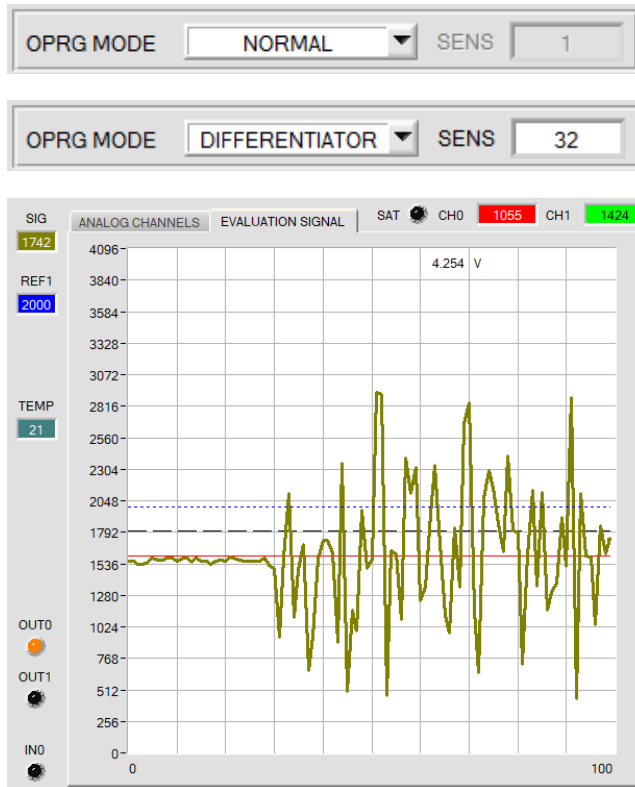 OPRG MODE NORMAL SENS 1
OPRG MODE DIFFERENTIATOR SENS 32
SIG ANALOG CHANNELS EVALUATION SIGNAL SAT CH0 1055 CH1 1424
1742
4096
4.254 V
REF1
3840
2000
3584
3328
3072
TEMP
2816
21
2560
2304
2048
1792
1536
1280
OUT0
1024
768
OUT1
512
256
IN0
0
0 100